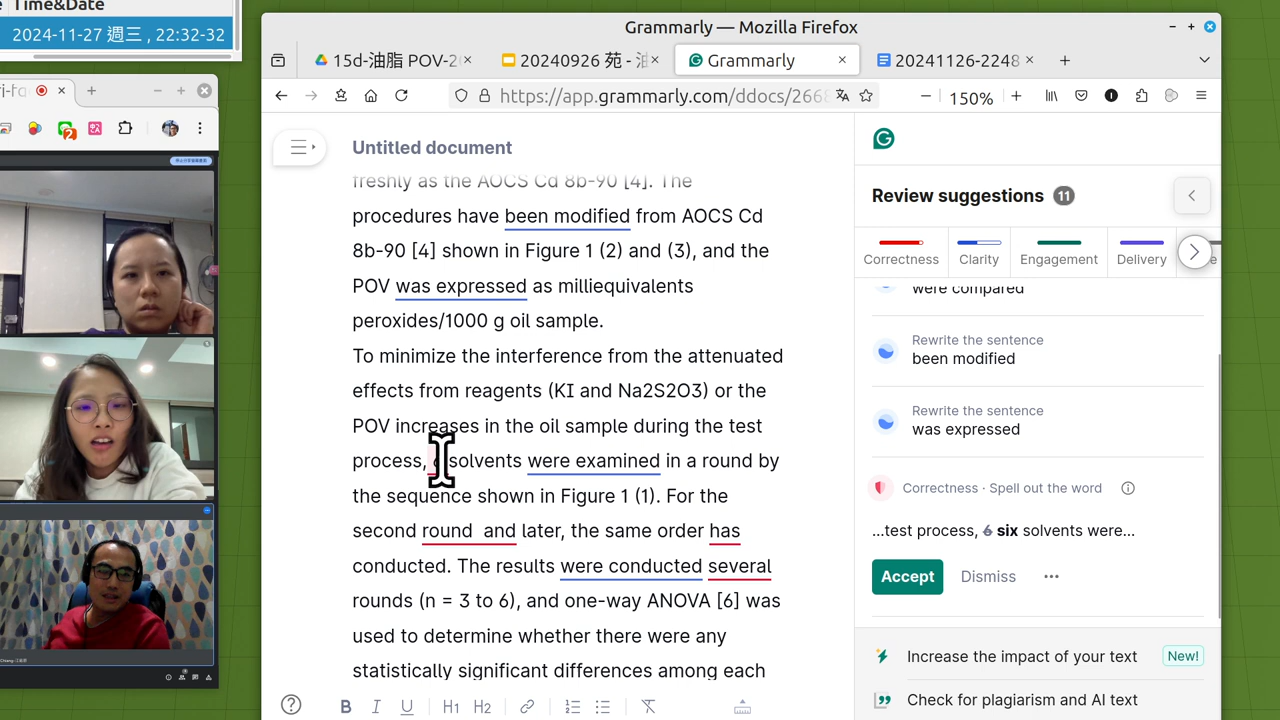 Time&Date
2024-11-27 週三 , 22:32-32
Grammarly — Mozilla Firefox
15d-油脂 POV-2
20240926 苑 - 油
Grammarly
20241126-2248
https://app.grammarly.com/ddocs/266
150%
Untitled document
freshly as the AOCS Cd 8b-90 [4]. The
procedures have been modified from AOCS Cd
8b-90 [4] shown in Figure 1 (2) and (3), and the
POV was expressed as milliequivalents
peroxides/1000 g oil sample.
To minimize the interference from the attenuated
effects from reagents (KI and Na2S2O3) or the
POV increases in the oil sample during the test
process, 6 solvents were examined in a round by
the sequence shown in Figure 1 (1). For the
second round  and later, the same order has
conducted. The results were conducted several
rounds (n = 3 to 6), and one-way ANOVA [6] was
used to determine whether there were any
statistically significant differences among each
B I U H1 H2
Review suggestions 11
Correctness
Clarity
Engagement
Delivery
were compared
Rewrite the sentence
been modified
Rewrite the sentence
was expressed
Correctness · Spell out the word
...test process, 6 six solvents were...
Accept
Dismiss
Increase the impact of your text
New!
Check for plagiarism and AI text